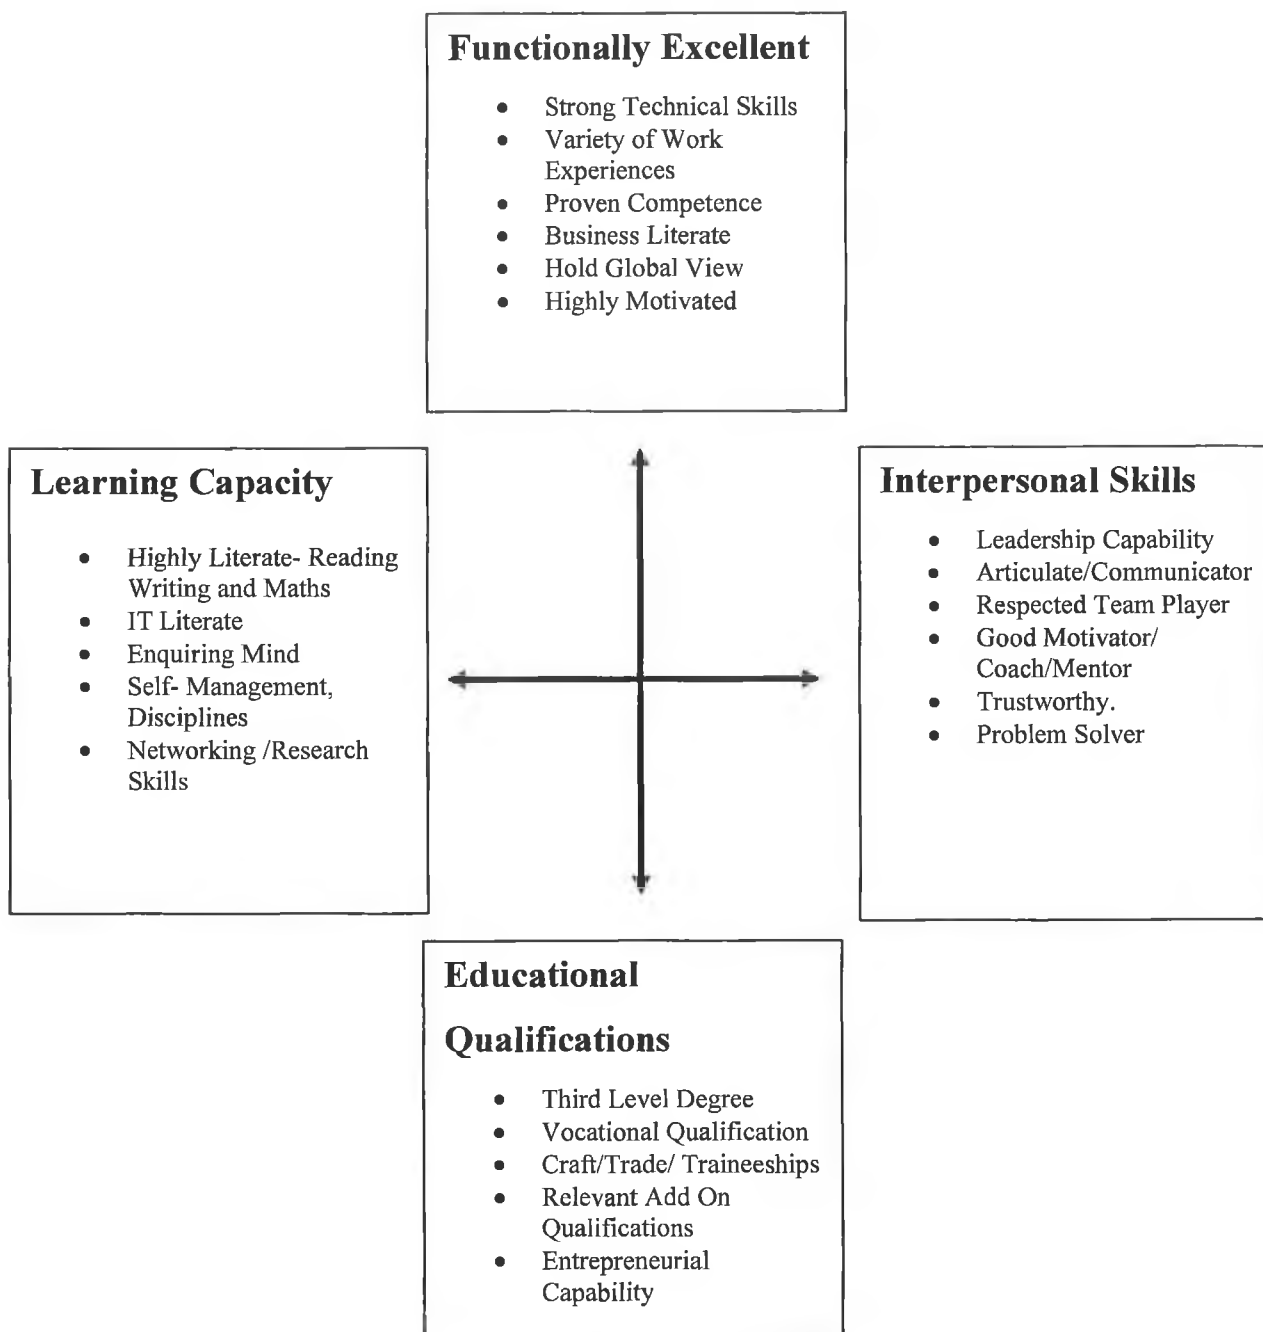 Functionally Excellent
• Strong Technical Skills
• Variety of Work
Experiences
• Proven Competence
• Business Literate
• Hold Global View
• Highly Motivated
Learning Capacity
• Highly Literate- Reading
Writing and Maths
• IT Literate
• Enquiring Mind
• Self- Management,
Disciplines
• Networking /Research
Skills
Interpersonal Skills
• Leadership Capability
• Articulate/Communicator
• Respected Team Player
• Good Motivator/
Coach/Mentor
• Trustworthy.
• Problem Solver
Educational
Qualifications
• Third Level Degree
• Vocational Qualification
• Craft/Trade/ Traineeships
• Relevant Add On
Qualifications
• Entrepreneurial
Capability